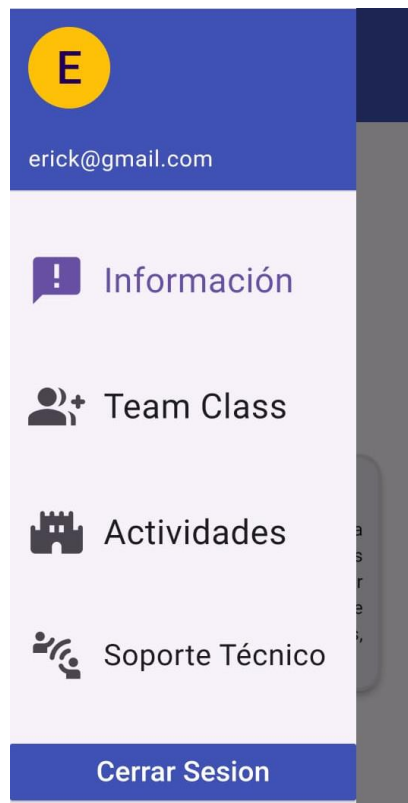 E
erick@gmail.com
Información
Team Class
Actividades
Soporte Técnico
a
s
r
e
s,
Cerrar Sesion